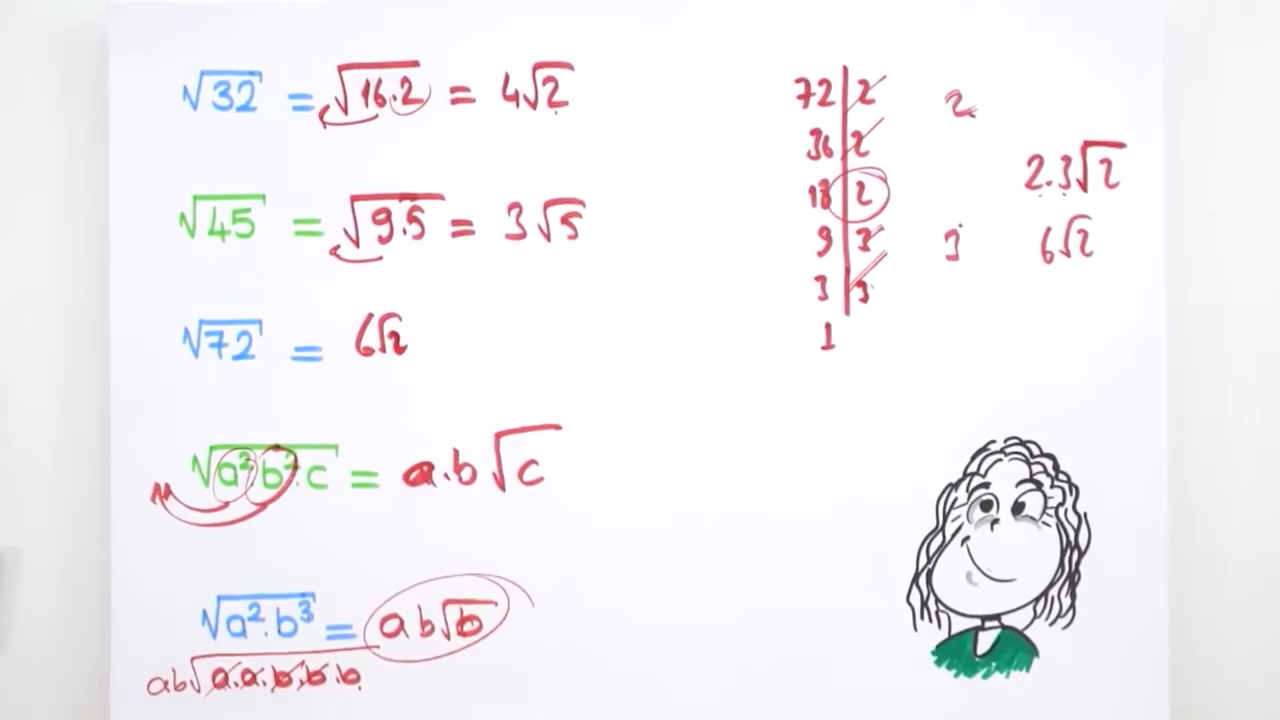 √32 = √16.2 = 4√2
√45 = √9.5 = 3√5
√72 = 6√2
√a².b².c = a.b√c
√a².b³ = ab√b
ab√a.a.b.b.b
72 | 2 2
36 | 2
18 | 2
9 | 3 3
3 | 3
1
2.3√2
6√2